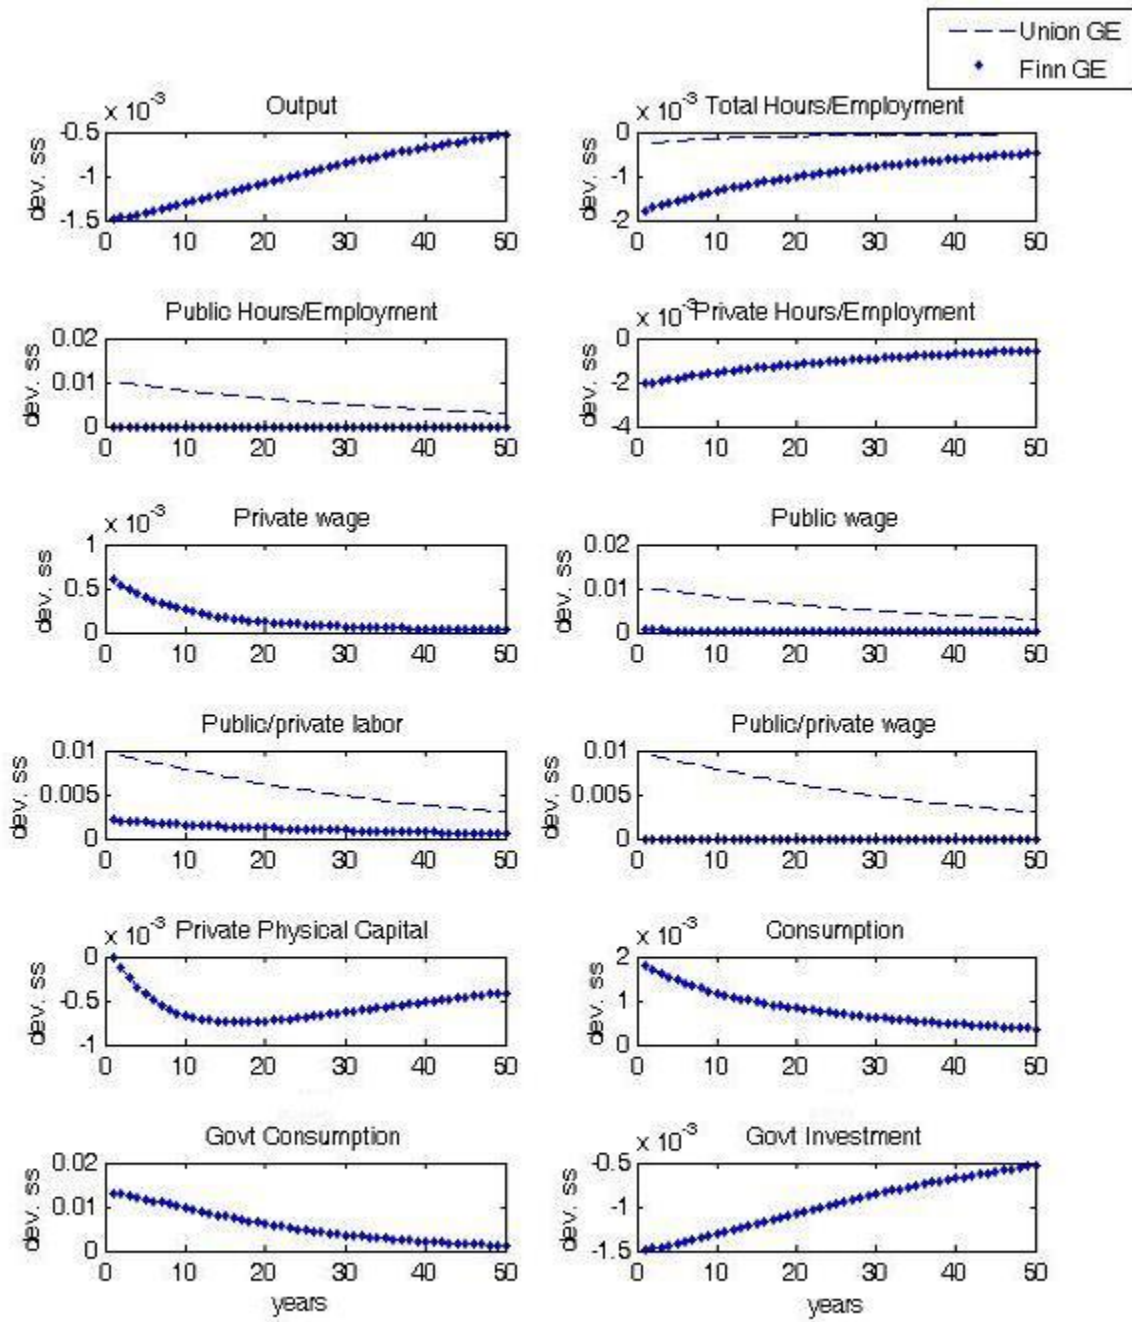 Union GE
Finn GE
x 10-3
Output
dev. ss
-0.5
-1
-1.5
0 10 20 30 40 50
x 10-3
Total Hours/Employment
dev. ss
0
-1
-2
0 10 20 30 40 50
Public Hours/Employment
dev. ss
0.02
0.01
0
0 10 20 30 40 50
x 10-3
Private Hours/Employment
dev. ss
0
-2
-4
0 10 20 30 40 50
x 10-3
Private wage
dev. ss
1
0.5
0
0 10 20 30 40 50
Public wage
dev. ss
0.02
0.01
0
0 10 20 30 40 50
Public/private labor
dev. ss
0.01
0.005
0
0 10 20 30 40 50
Public/private wage
dev. ss
0.01
0.005
0
0 10 20 30 40 50
x 10-3
Private Physical Capital
dev. ss
0
-0.5
-1
0 10 20 30 40 50
x 10-3
Consumption
dev. ss
2
1
0
0 10 20 30 40 50
Govt Consumption
dev. ss
0.02
0.01
0
0 10 20 30 40 50
years
x 10-3
Govt Investment
dev. ss
-0.5
-1
-1.5
0 10 20 30 40 50
years